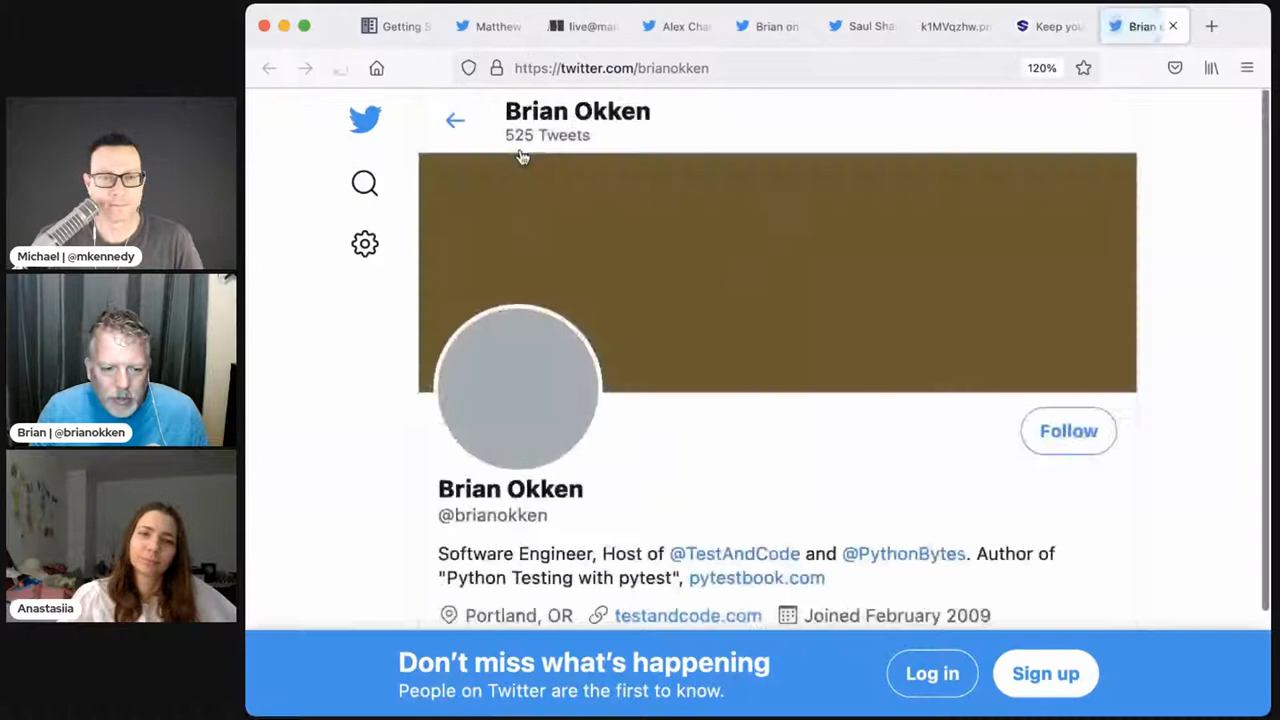 Getting S
Matthew
live@mar
Alex Cha
Brian on
Saul Sha
k1MVqzhw.pn
Keep you
Brian
https://twitter.com/brianokken
120%
Brian Okken
525 Tweets
Follow
Brian Okken
@brianokken
Software Engineer, Host of @TestAndCode and @PythonBytes. Author of
"Python Testing with pytest", pytestbook.com
Portland, OR testandcode.com Joined February 2009
Don't miss what's happening
People on Twitter are the first to know.
Log in
Sign up
Michael | @mkennedy
Brian | @brianokken
Anastasiia